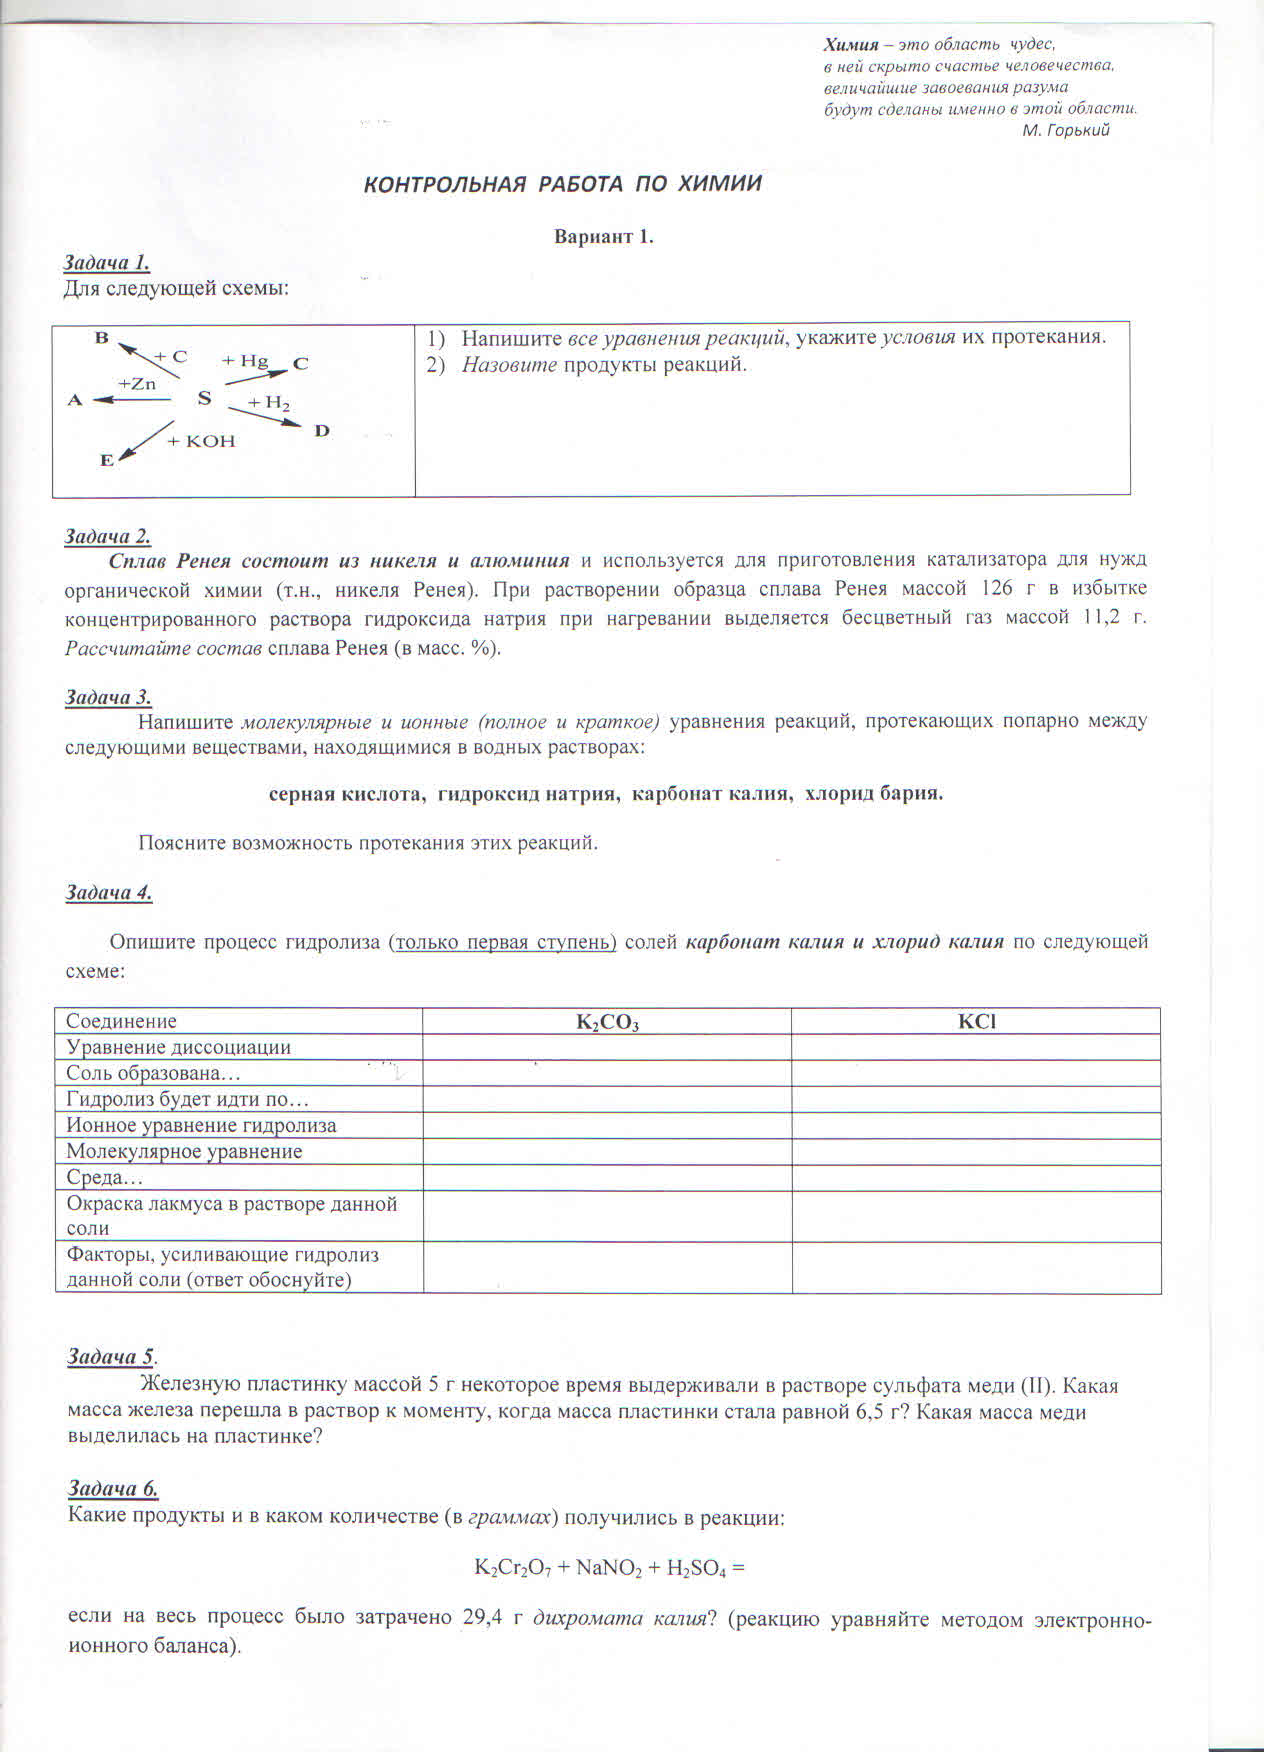 Химия – это область чудес,
в ней скрыто счастье человечества,
величайшие завоевания разума
будут сделаны именно в этой области.
М. Горький
КОНТРОЛЬНАЯ РАБОТА ПО ХИМИИ
Вариант 1.
Задача 1.
Для следующей схемы:
B
+ C
+ Hg
C
+Zn
A
S
+ H₂
D
+ KOH
E
1) Напишите все уравнения реакций, укажите условия их протекания.
2) Назовите продукты реакций.
Задача 2.
Сплав Ренея состоит из никеля и алюминия и используется для приготовления катализатора для нужд
органической химии (т.н., никеля Ренея). При растворении образца сплава Ренея массой 126 г в избытке
концентрированного раствора гидроксида натрия при нагревании выделяется бесцветный газ массой 11,2 г.
Рассчитайте состав сплава Ренея (в масс. %).
Задача 3.
Напишите молекулярные и ионные (полное и краткое) уравнения реакций, протекающих попарно между
следующими веществами, находящимися в водных растворах:
серная кислота, гидроксид натрия, карбонат калия, хлорид бария.
Поясните возможность протекания этих реакций.
Задача 4.
Опишите процесс гидролиза (только первая ступень) солей карбонат калия и хлорид калия по следующей
схеме:
Соединение K₂CO₃ KCl
Уравнение диссоциации
Соль образована…
Гидролиз будет идти по…
Ионное уравнение гидролиза
Молекулярное уравнение
Среда…
Окраска лакмуса в растворе данной
соли
Факторы, усиливающие гидролиз
данной соли (ответ обоснуйте)
Задача 5.
Железную пластинку массой 5 г некоторое время выдерживали в растворе сульфата меди (II). Какая
масса железа перешла в раствор к моменту, когда масса пластинки стала равной 6,5 г? Какая масса меди
выделилась на пластинке?
Задача 6.
Какие продукты и в каком количестве (в граммах) получились в реакции:
K₂Cr₂O₇ + NaNO₂ + H₂SO₄ =
если на весь процесс было затрачено 29,4 г дихромата калия? (реакцию уравняйте методом электронно-
ионного баланса).